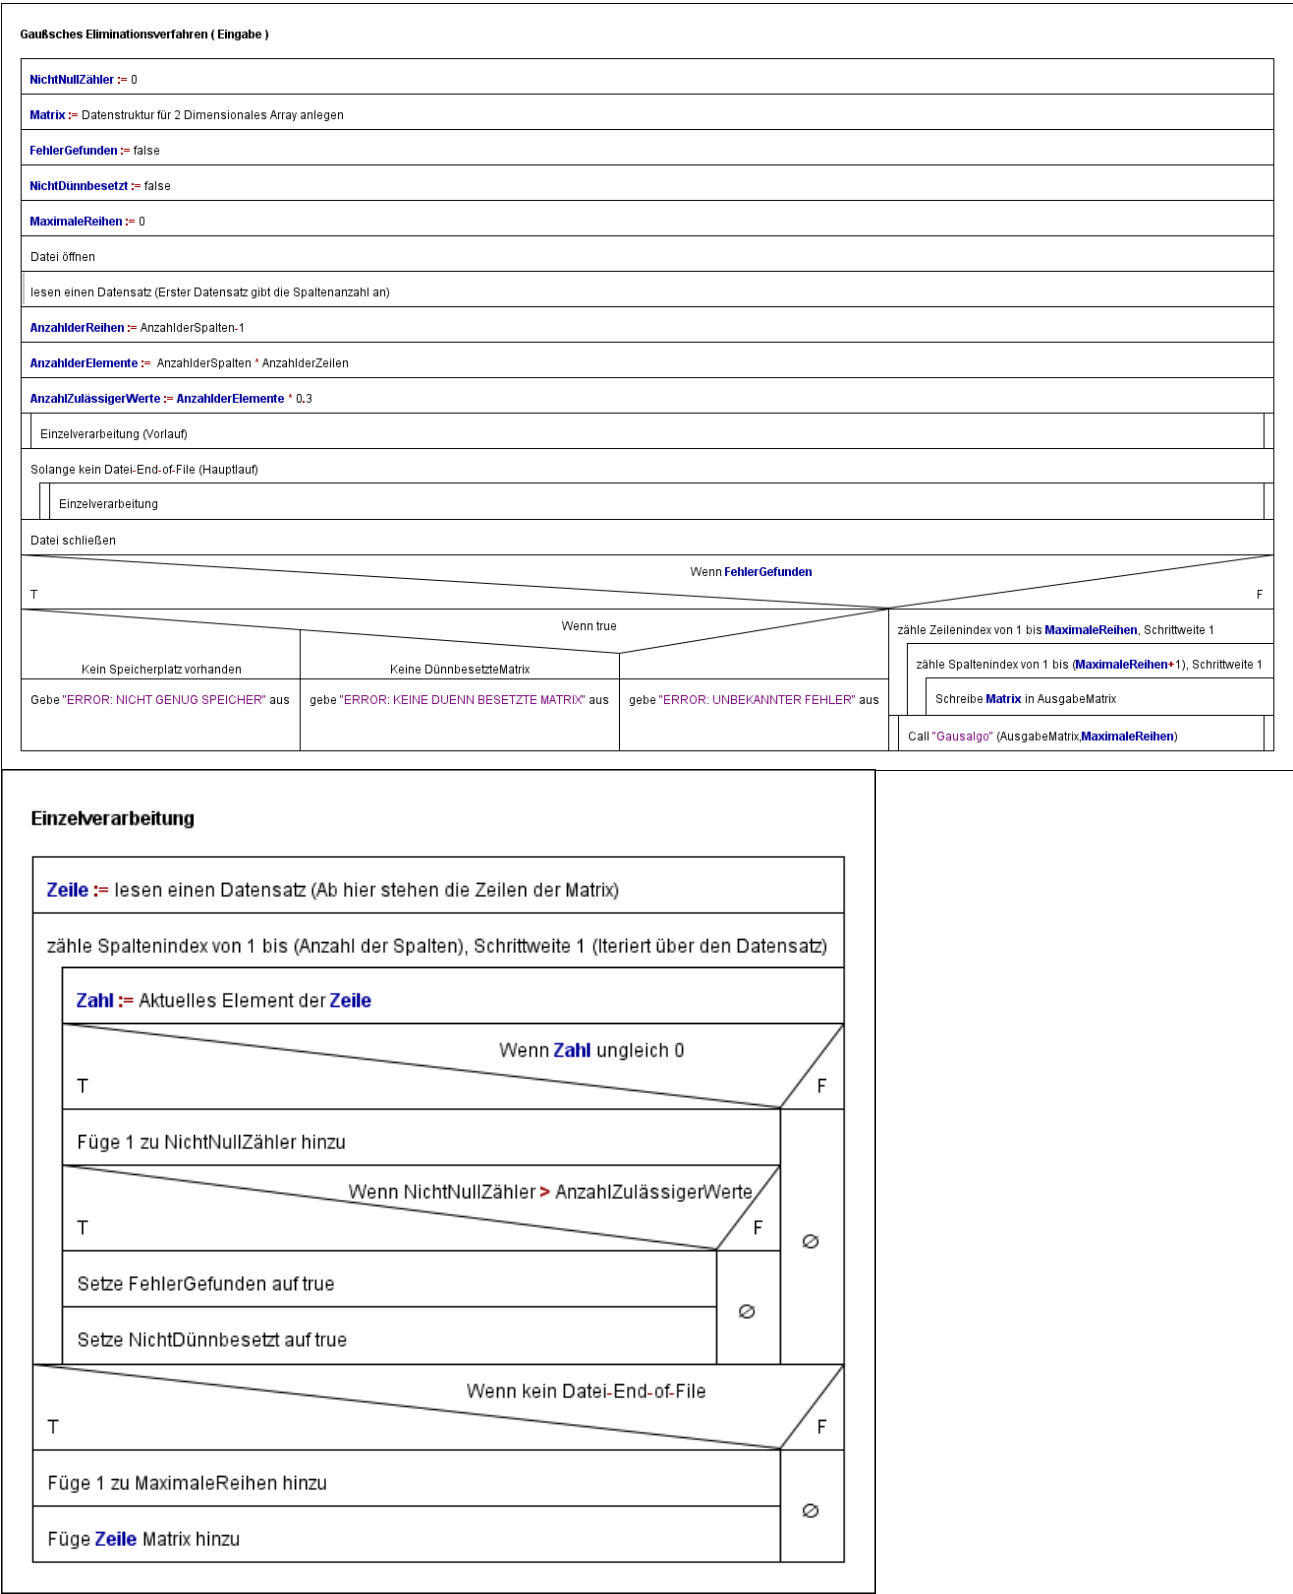 Gaußsches Eliminationsverfahren ( Eingabe )
NichtNullZähler := 0
Matrix := Datenstruktur für 2 Dimensionales Array anlegen
FehlerGefunden := false
NichtDünnbesetzt := false
MaximaleReihen := 0
Datei öffnen
lesen einen Datensatz (Erster Datensatz gibt die Spaltenanzahl an)
AnzahlderReihen := AnzahlderSpalten-1
AnzahlderElemente := AnzahlderSpalten * AnzahlderZeilen
AnzahlZulässigerWerte := AnzahlderElemente * 0.3
Einzelverarbeitung (Vorlauf)
Solange kein Datei-End-of-File (Hauptlauf)
Einzelverarbeitung
Datei schließen
Wenn FehlerGefunden
T
F
Wenn true
Kein Speicherplatz vorhanden
Keine DünnbesetzteMatrix
Gebe "ERROR: NICHT GENUG SPEICHER" aus
gebe "ERROR: KEINE DUENN BESETZTE MATRIX" aus
gebe "ERROR: UNBEKANNTER FEHLER" aus
zähle Zeilenindex von 1 bis MaximaleReihen, Schrittweite 1
zähle Spaltenindex von 1 bis (MaximaleReihen+1), Schrittweite 1
Schreibe Matrix in AusgabeMatrix
Call "Gausalgo" (AusgabeMatrix,MaximaleReihen)
Einzelverarbeitung
Zeile := lesen einen Datensatz (Ab hier stehen die Zeilen der Matrix)
zähle Spaltenindex von 1 bis (Anzahl der Spalten), Schrittweite 1 (Iteriert über den Datensatz)
Zahl := Aktuelles Element der Zeile
Wenn Zahl ungleich 0
T
F
Füge 1 zu NichtNullZähler hinzu
Wenn NichtNullZähler > AnzahlZulässigerWerte
T
F
∅
Setze FehlerGefunden auf true
∅
Setze NichtDünnbesetzt auf true
Wenn kein Datei-End-of-File
T
F
Füge 1 zu MaximaleReihen hinzu
∅
Füge Zeile Matrix hinzu